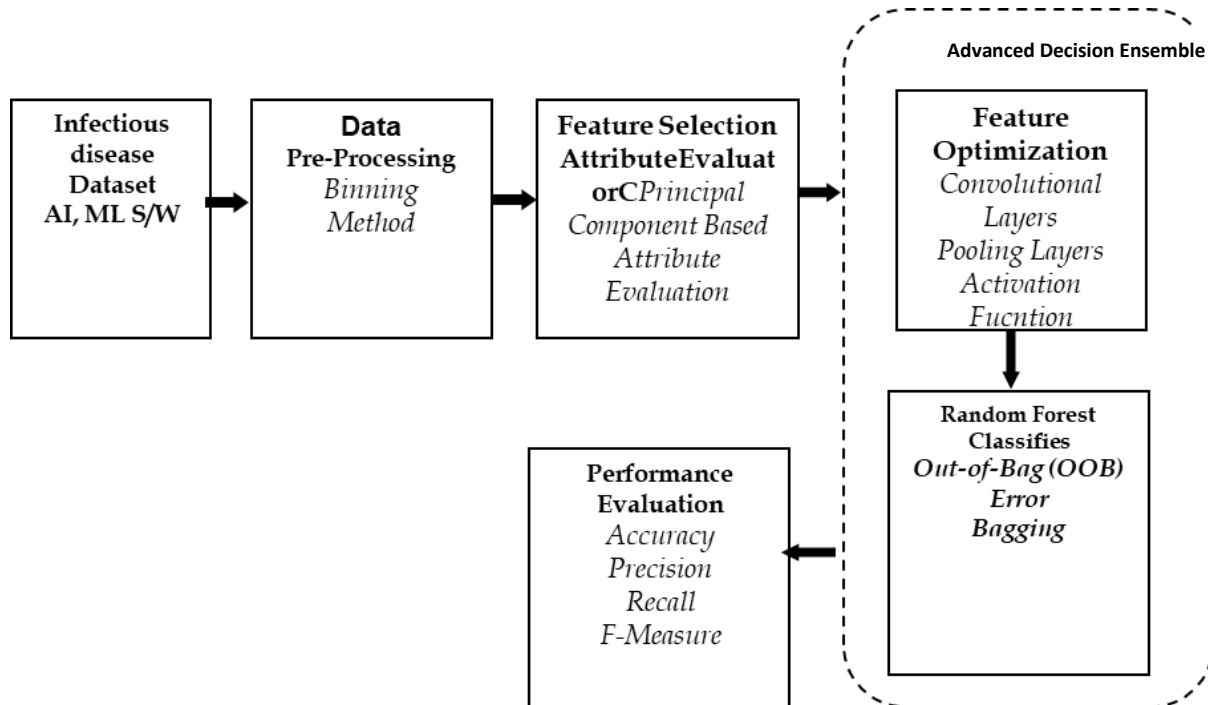 Advanced Decision Ensemble
Infectious
disease
Dataset
AI, ML S/W
Data
Pre-Processing
Binning
Method
Feature Selection
AttributeEvaluat
orCPrincipal
Component Based
Attribute
Evaluation
Feature
Optimization
Convolutional
Layers
Pooling Layers
Activation
Fucntion
Random Forest
Classifies
Out-of-Bag (OOB)
Error
Bagging
Performance
Evaluation
Accuracy
Precision
Recall
F-Measure